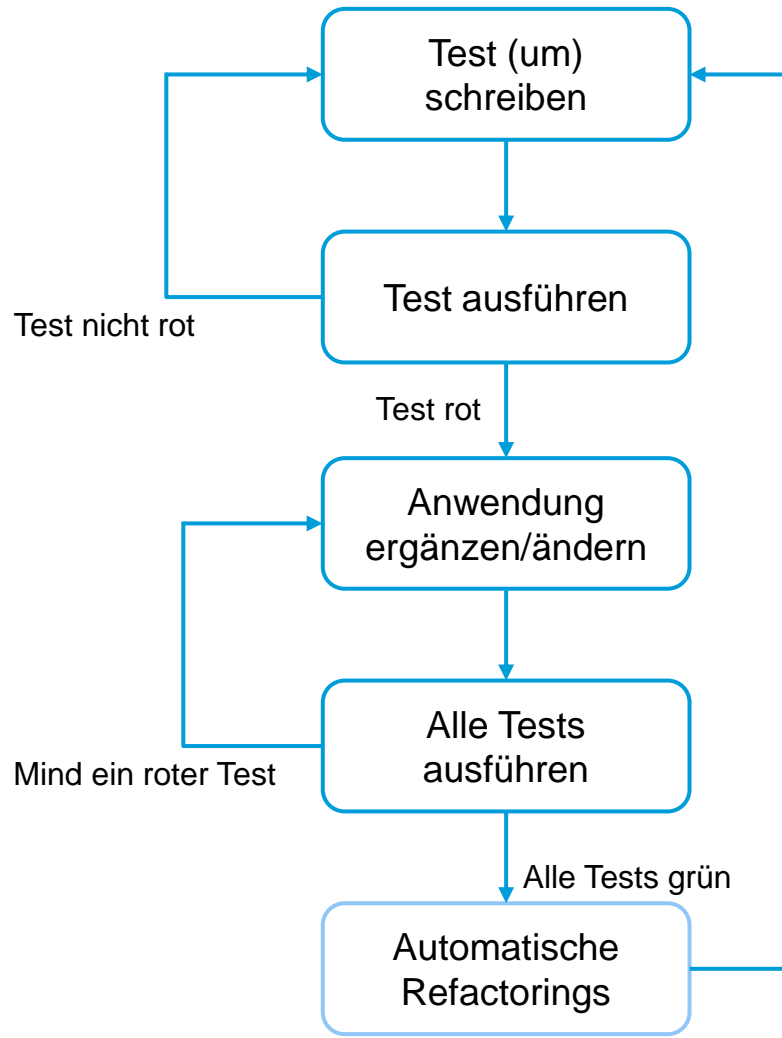 Test (um)
schreiben
Test ausführen
Test nicht rot
Test rot
Anwendung
ergänzen/ändern
Alle Tests
ausführen
Mind ein roter Test
Alle Tests grün
Automatische
Refactorings